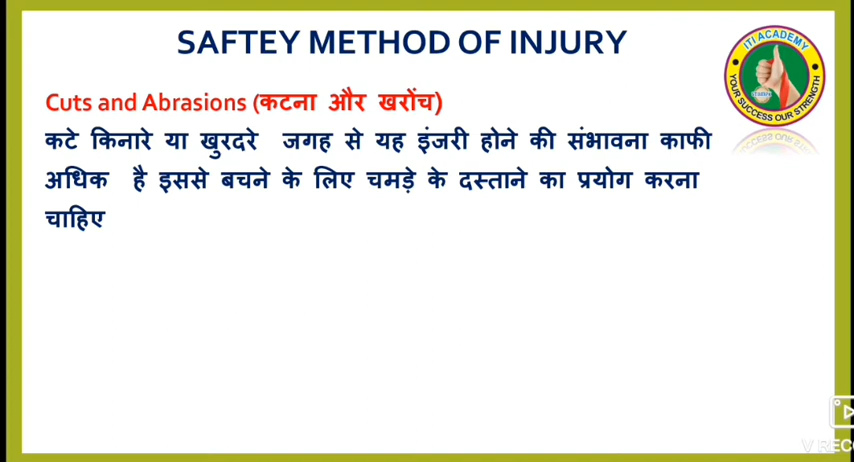 SAFTEY METHOD OF INJURY
ITI ACADEMY
YOUR SUCCESS OUR STRENGTH
Cuts and Abrasions (कटना और खरोंच)
कटे किनारे या खुरदरे जगह से यह इंजरी होने की संभावना काफी
अधिक है इससे बचने के लिए चमड़े के दस्ताने का प्रयोग करना
चाहिए
V REC